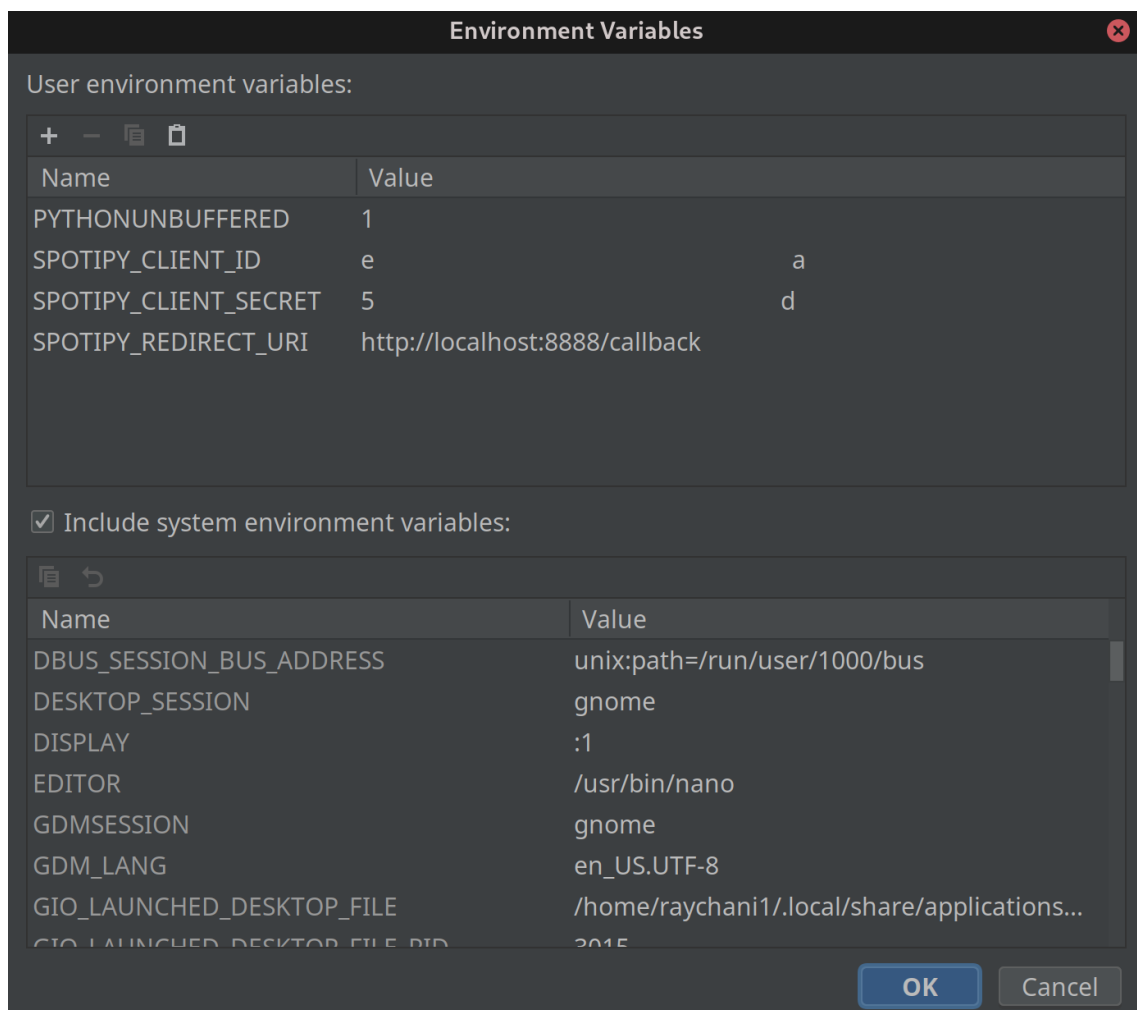 Environment Variables
User environment variables:
Name Value
PYTHONUNBUFFERED 1
SPOTIPY_CLIENT_ID e a
SPOTIPY_CLIENT_SECRET 5 d
SPOTIPY_REDIRECT_URI http://localhost:8888/callback
Include system environment variables:
Name Value
DBUS_SESSION_BUS_ADDRESS unix:path=/run/user/1000/bus
DESKTOP_SESSION gnome
DISPLAY :1
EDITOR /usr/bin/nano
GDMSESSION gnome
GDM_LANG en_US.UTF-8
GIO_LAUNCHED_DESKTOP_FILE /home/raychani1/.local/share/applications...
GIO_LAUNCHED_DESKTOP_FILE_PID 3015
OK Cancel